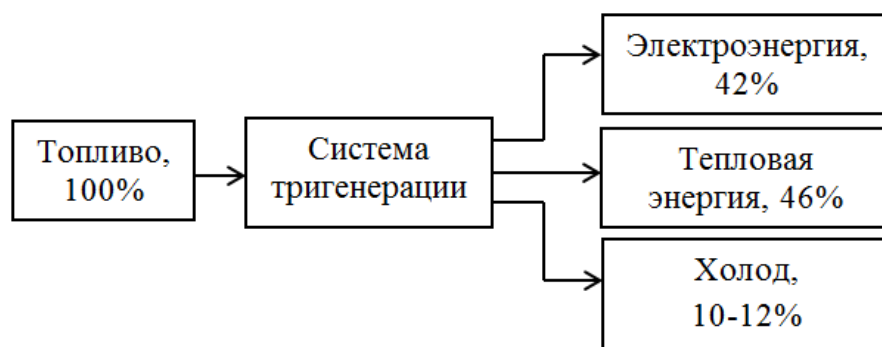 Топливо,
100%
Система
тригенерации
Электроэнергия,
42%
Тепловая
энергия, 46%
Холод,
10-12%